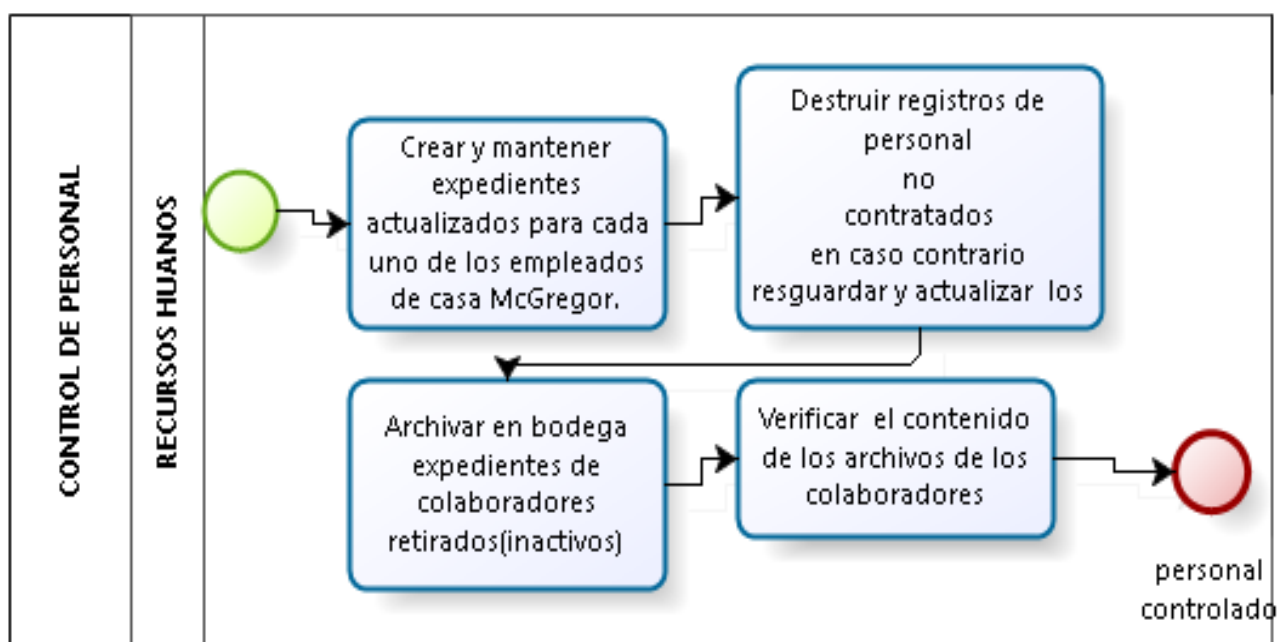 CONTROL DE PERSONAL
RECURSOS HUANOS
Crear y mantener
expedientes
actualizados para cada
uno de los empleados
de casa McGregor.
Destruir registros de
personal
no
contratados
en caso contrario
resguardar y actualizar los
Archivar en bodega
expedientes de
colaboradores
retirados(inactivos)
Verificar el contenido
de los archivos de los
colaboradores
personal
controlado